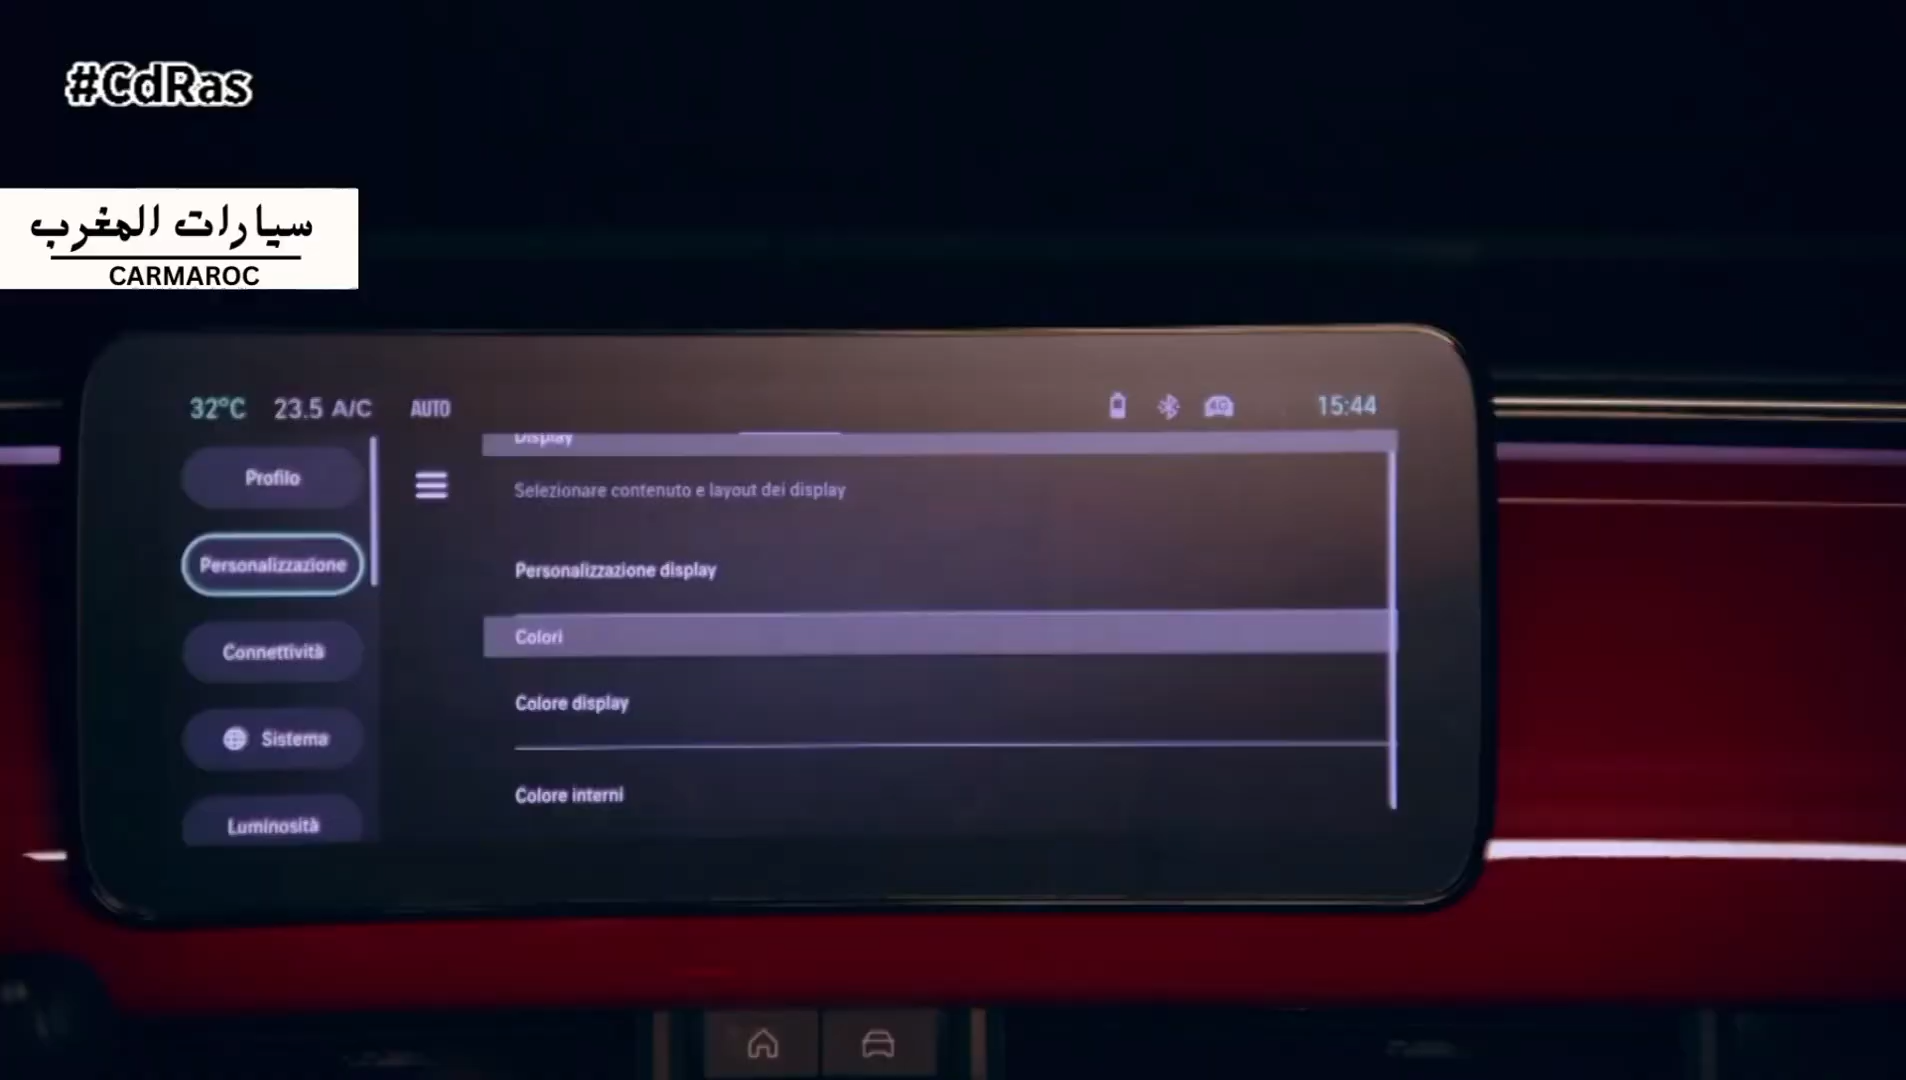 #CdRas
سيارات المغرب
CARMAROC
32°C 23.5 A/C AUTO 15:44
Profilo
Personalizzazione
Connettività
Sistema
Luminosità
Display
Selezionare contenuto e layout dei display
Personalizzazione display
Colori
Colore display
Colore interni